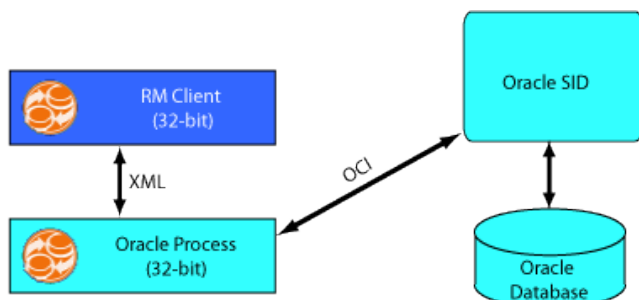 RM Client
(32-bit)
Oracle SID
XML
OCI
Oracle Process
(32-bit)
Oracle
Database